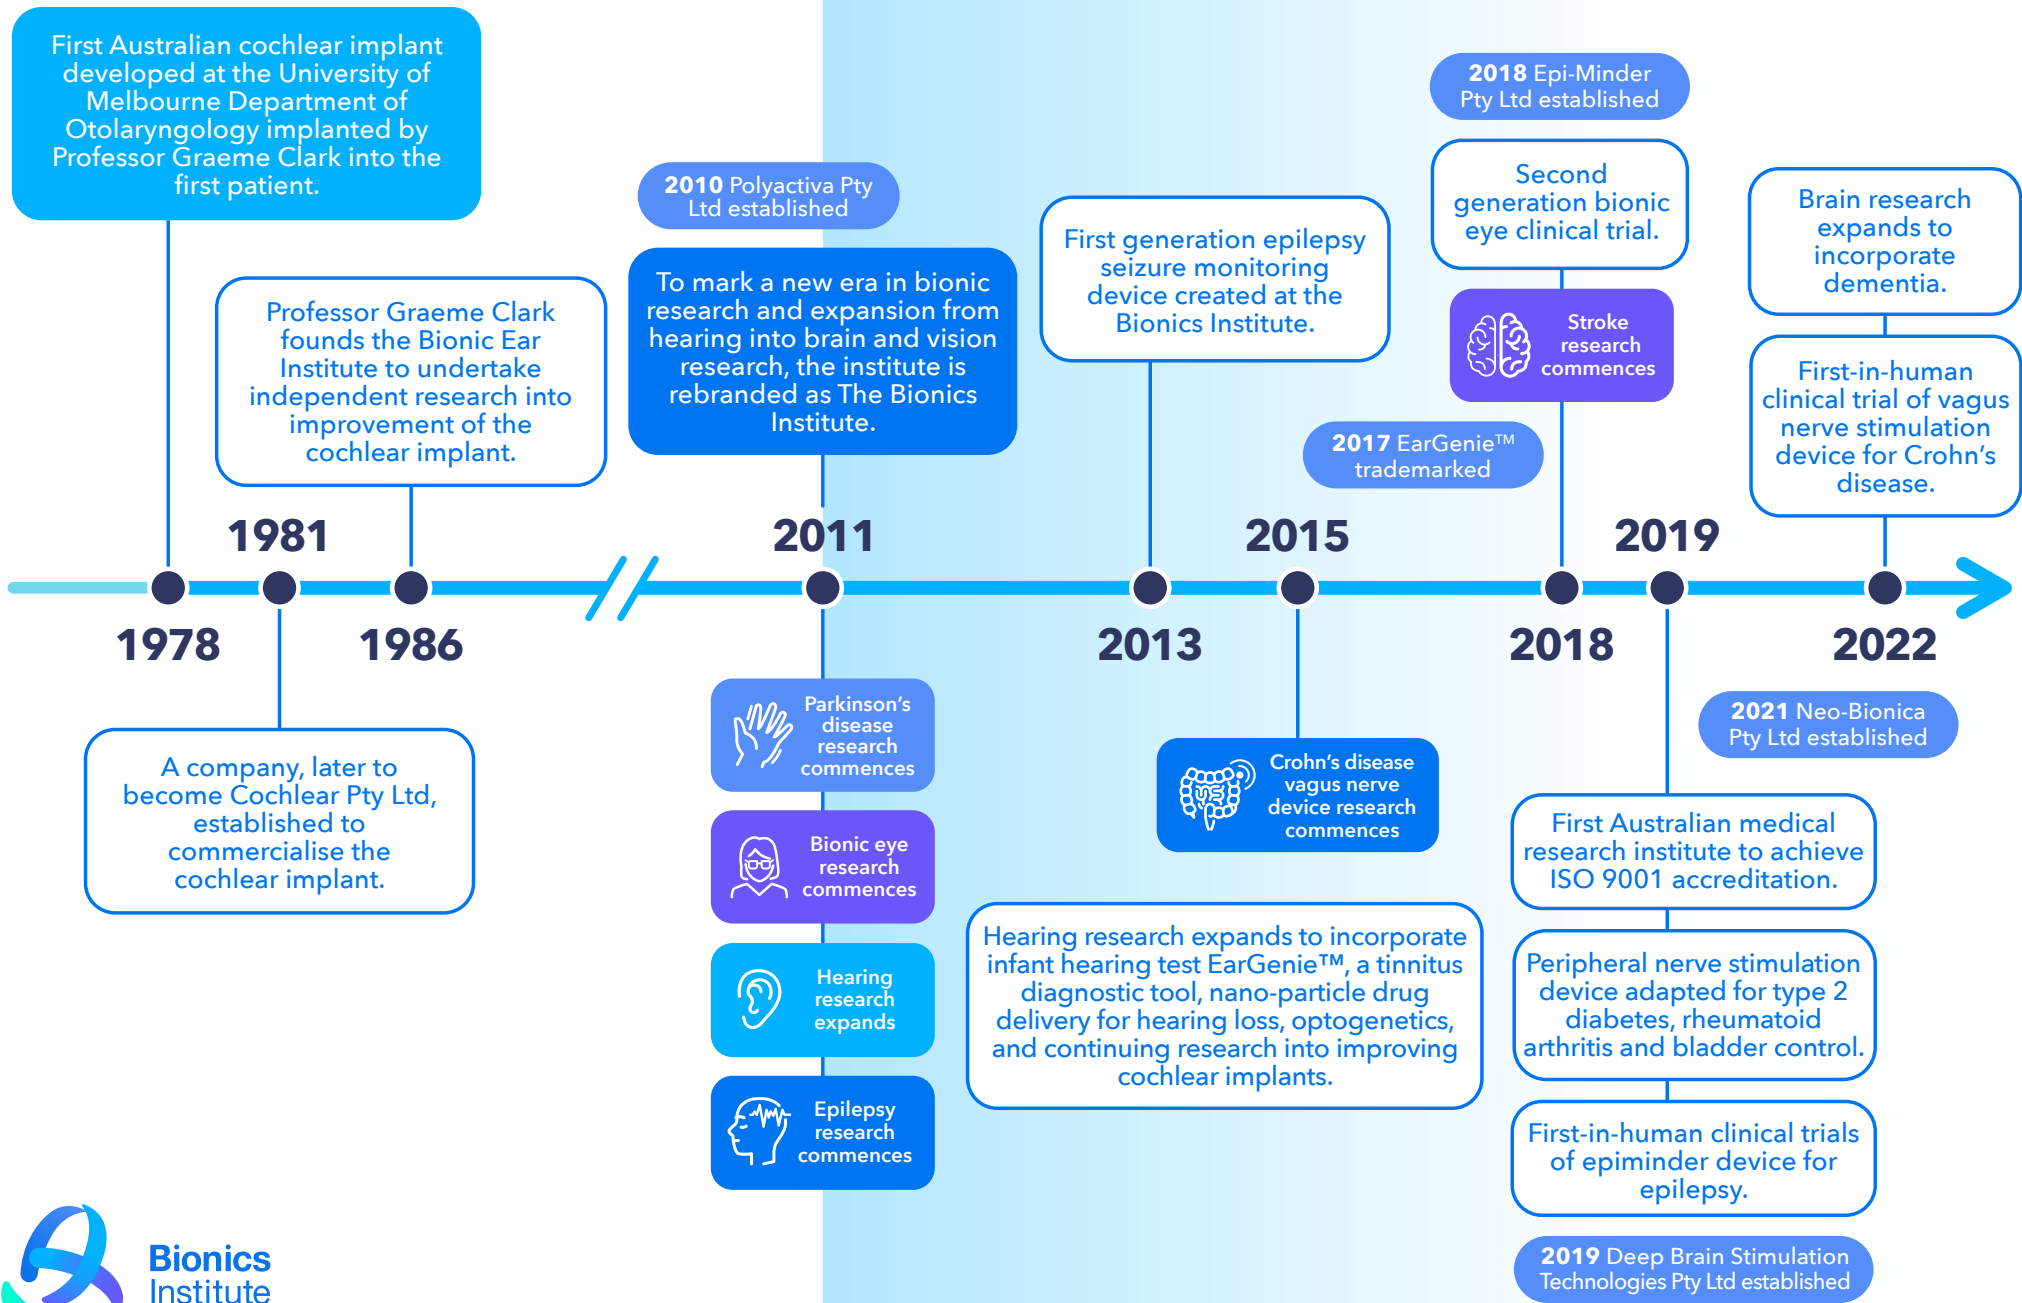 First Australian cochlear implant
developed at the University of
Melbourne Department of
Otolaryngology implanted by
Professor Graeme Clark into the
first patient.
Professor Graeme Clark
founds the Bionic Ear
Institute to undertake
independent research into
improvement of the
cochlear implant.
2010 Polyactiva Pty
Ltd established
To mark a new era in bionic
research and expansion from
hearing into brain and vision
research, the institute is
rebranded as The Bionics
Institute.
First generation epilepsy
seizure monitoring
device created at the
Bionics Institute.
2018 Epi-Minder
Pty Ltd established
Second
generation bionic
eye clinical trial.
Stroke
research
commences
2017 EarGenie™
trademarked
Brain research
expands to
incorporate
dementia.
First-in-human
clinical trial of vagus
nerve stimulation
device for Crohn's
disease.
1981
2011
2015
2019
1978
1986
2013
2018
2022
A company, later to
become Cochlear Pty Ltd,
established to
commercialise the
cochlear implant.
Parkinson's
disease
research
commences
Bionic eye
research
commences
Hearing
research
expands
Epilepsy
research
commences
Crohn's disease
vagus nerve
device research
commences
Hearing research expands to incorporate
infant hearing test EarGenie™, a tinnitus
diagnostic tool, nano-particle drug
delivery for hearing loss, optogenetics,
and continuing research into improving
cochlear implants.
2021 Neo-Bionica
Pty Ltd established
First Australian medical
research institute to achieve
ISO 9001 accreditation.
Peripheral nerve stimulation
device adapted for type 2
diabetes, rheumatoid
arthritis and bladder control.
First-in-human clinical trials
of epiminder device for
epilepsy.
2019 Deep Brain Stimulation
Technologies Pty Ltd established
Bionics
Institute